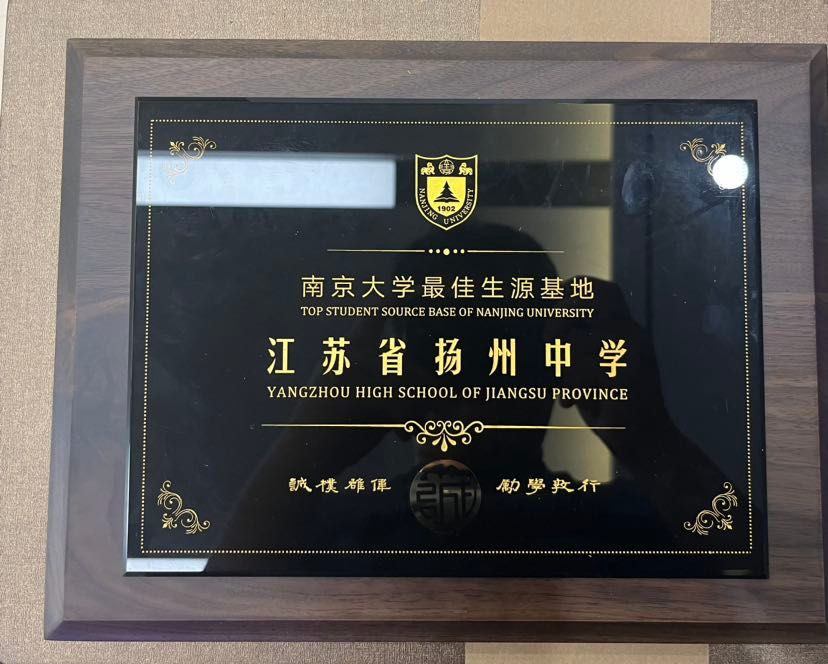 NANJING UNIVERSITY
1902
南京大学最佳生源基地
TOP STUDENT SOURCE BASE OF NANJING UNIVERSITY
江苏省扬州中学
YANGZHOU HIGH SCHOOL OF JIANGSU PROVINCE
誠樸雄偉 誠 勵學敦行